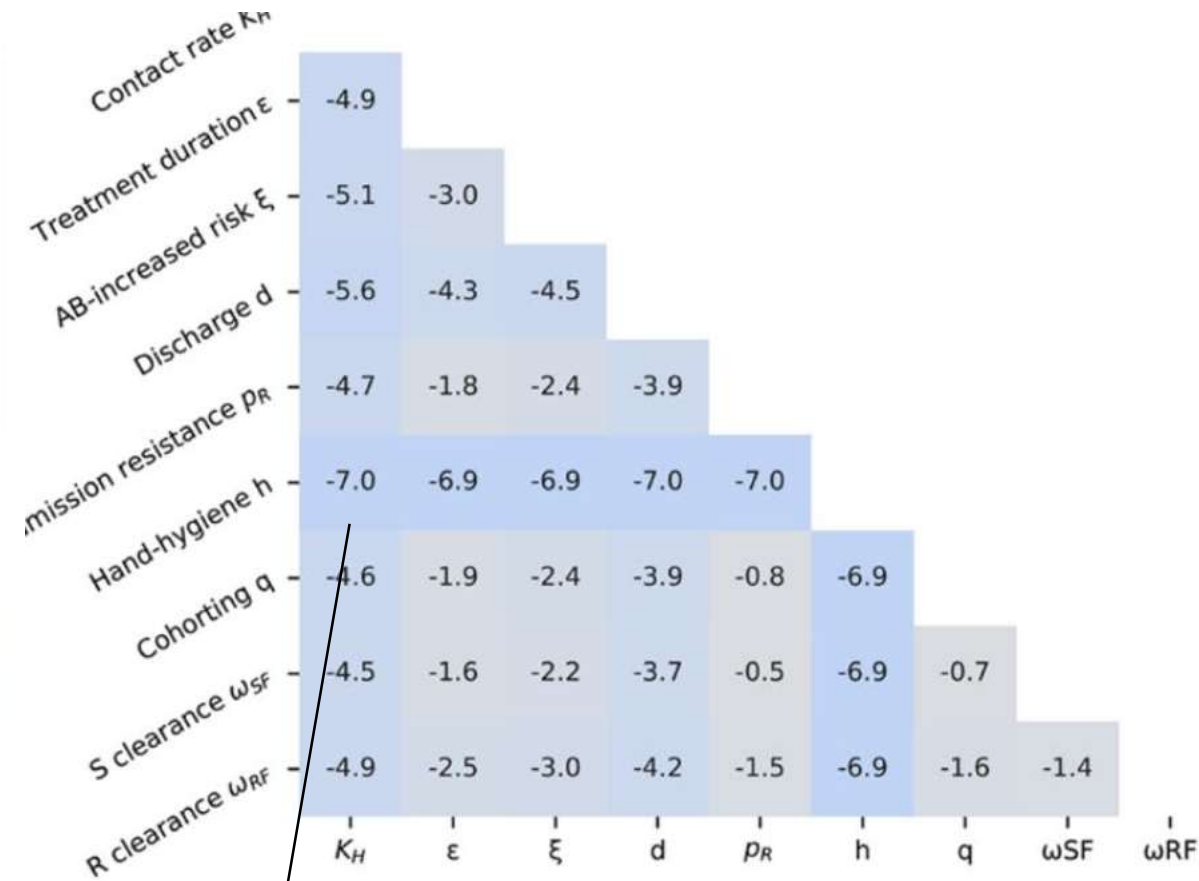 Contact rate K_H
Treatment duration ε -4.9
AB-increased risk ξ -5.1 -3.0
Discharge d -5.6 -4.3 -4.5
resistance p_R -4.7 -1.8 -2.4 -3.9
Hand-hygiene h -7.0 -6.9 -6.9 -7.0 -7.0
Cohorting q -4.6 -1.9 -2.4 -3.9 -0.8 -6.9
S clearance ω_SF -4.5 -1.6 -2.2 -3.7 -0.5 -6.9 -0.7
R clearance ω_RF -4.9 -2.5 -3.0 -4.2 -1.5 -6.9 -1.6 -1.4
K_H ε ξ d p_R h q ωSF ωRF